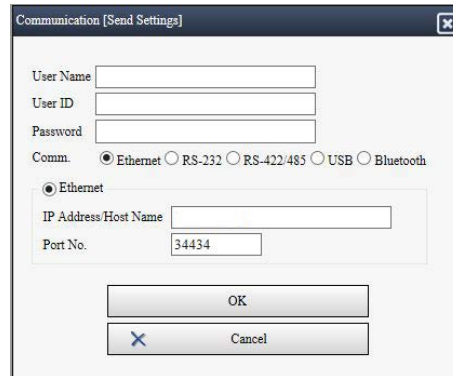 Communication [Send Settings]
User Name
User ID
Password
Comm. Ethernet RS-232 RS-422/485 USB Bluetooth
Ethernet
IP Address/Host Name
Port No. 34434
OK
Cancel